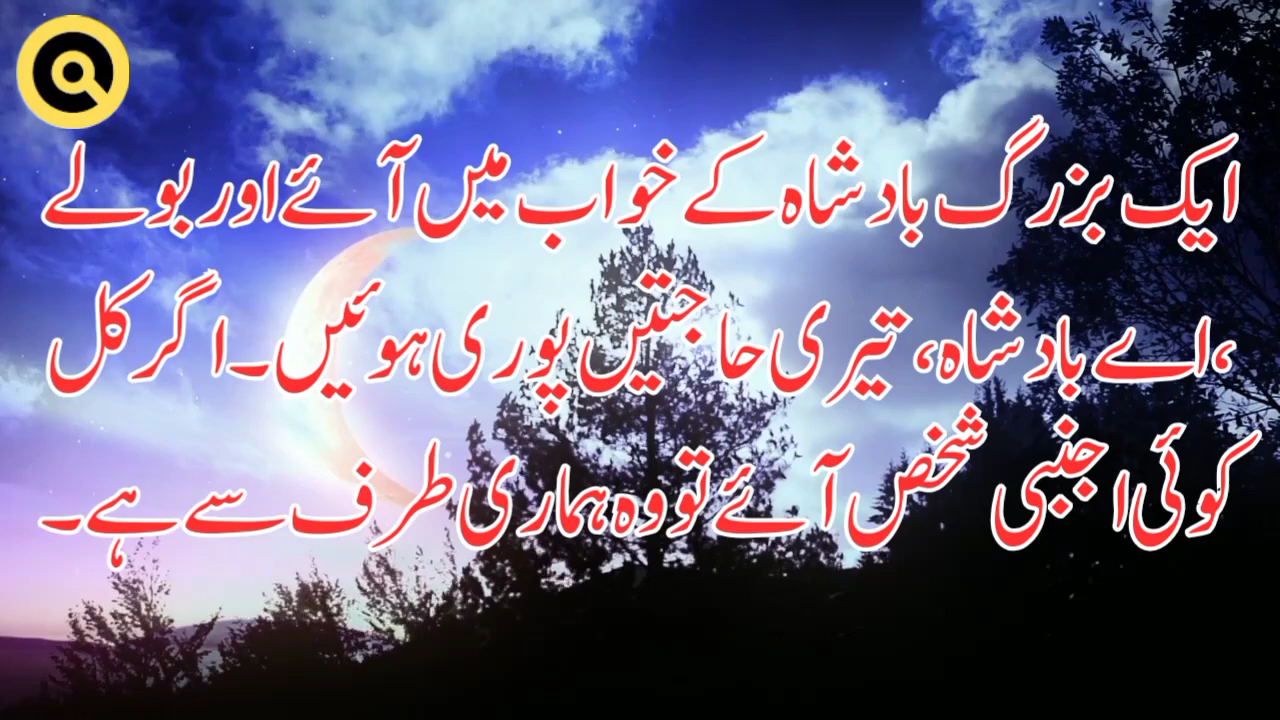 ایک بزرگ بادشاہ کے خواب میں آئے اور بولے
،اے بادشاہ، تیری حاجتیں پوری ہوئیں۔ اگر کل
کوئی اجنبی شخص آئے تو وہ ہماری طرف سے ہے۔